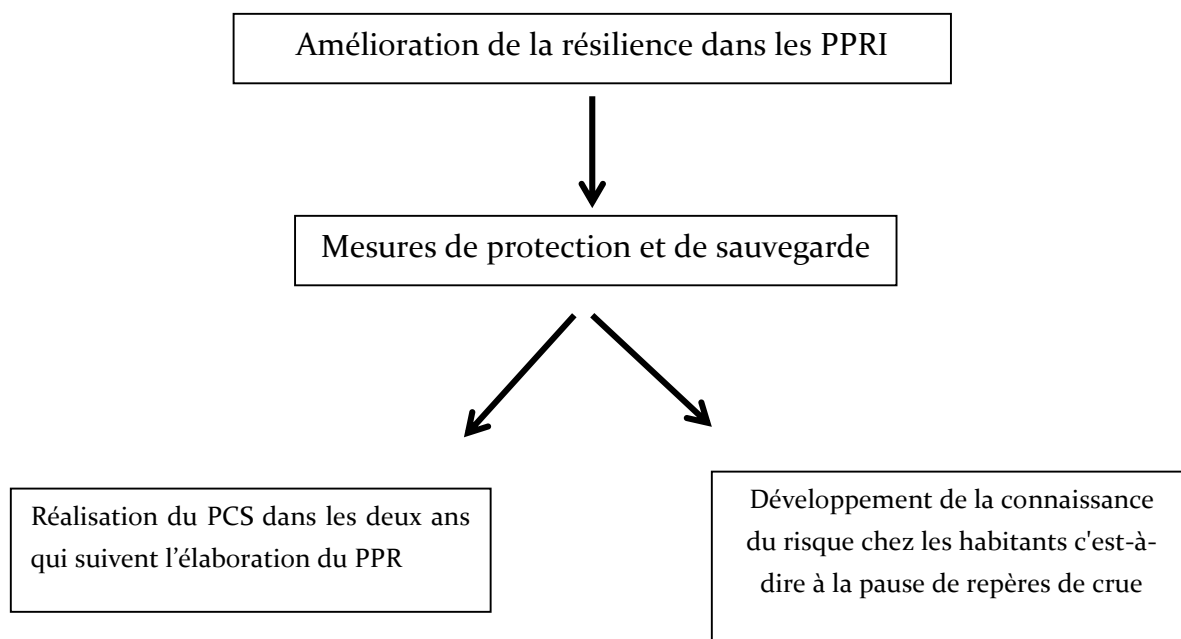 Amélioration de la résilience dans les PPRI
Mesures de protection et de sauvegarde
Réalisation du PCS dans les deux ans
qui suivent l’élaboration du PPR
Développement de la connaissance
du risque chez les habitants c'est-à-
dire à la pause de repères de crue